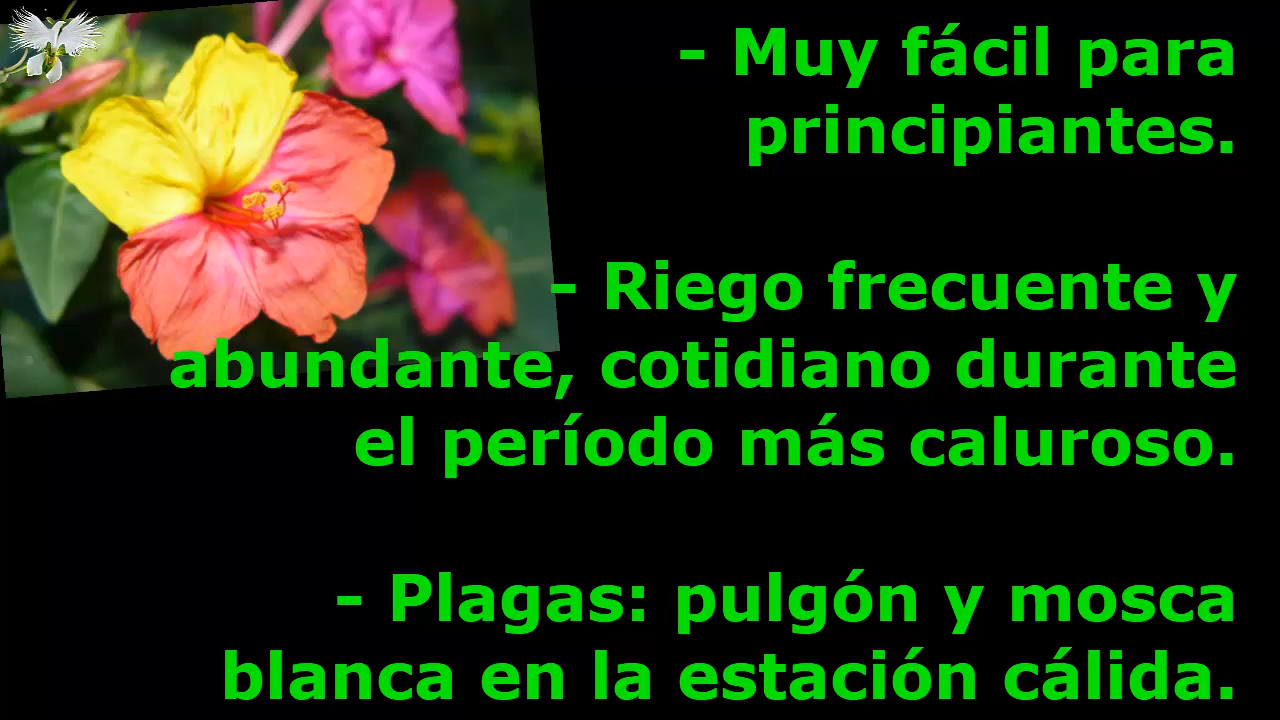 - Muy fácil para
principiantes.
- Riego frecuente y
abundante, cotidiano durante
el período más caluroso.
- Plagas: pulgón y mosca
blanca en la estación cálida.